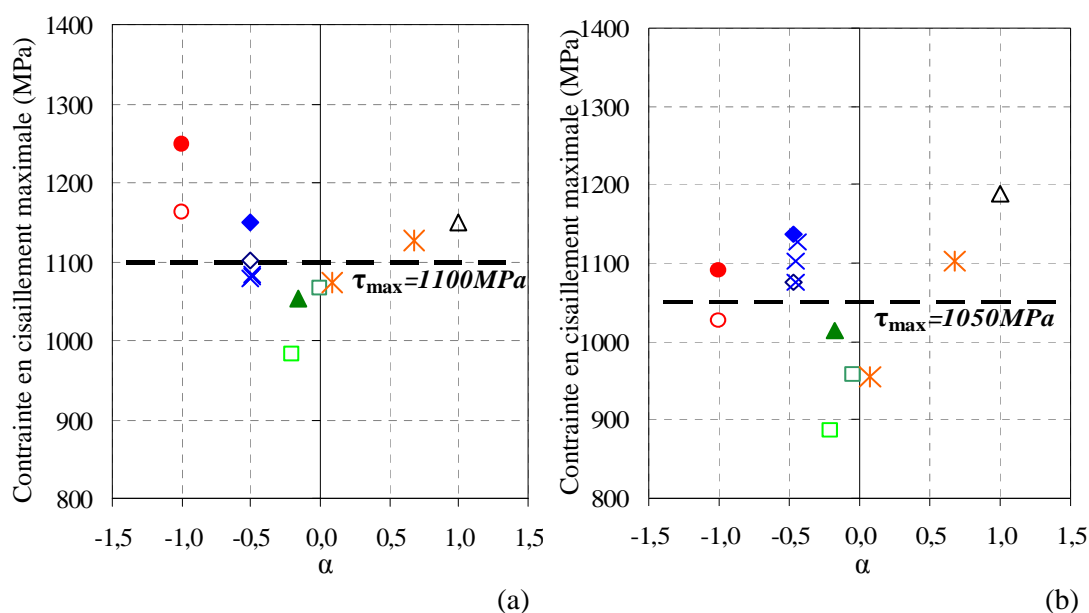 1400
1300
1200
1100
1000
900
800
-1,5 -1,0 -0,5 0,0 0,5 1,0 1,5
α
Contrainte en cisaillement maximale (MPa)
τmax=1100MPa
(a)
1400
1300
1200
1100
1000
900
800
-1,5 -1,0 -0,5 0,0 0,5 1,0 1,5
α
Contrainte en cisaillement maximale (MPa)
τmax=1050MPa
(b)